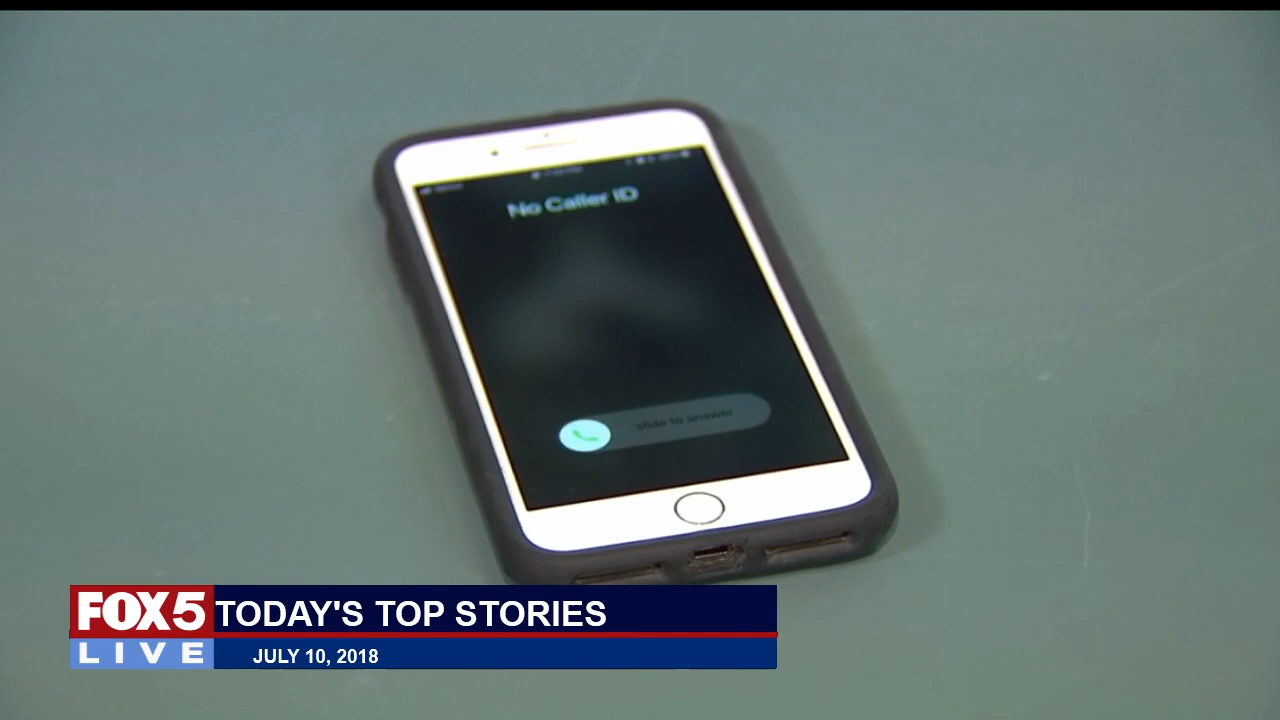 No Caller ID
slide to answer
FOX5
TODAY'S TOP STORIES
LIVE
JULY 10, 2018